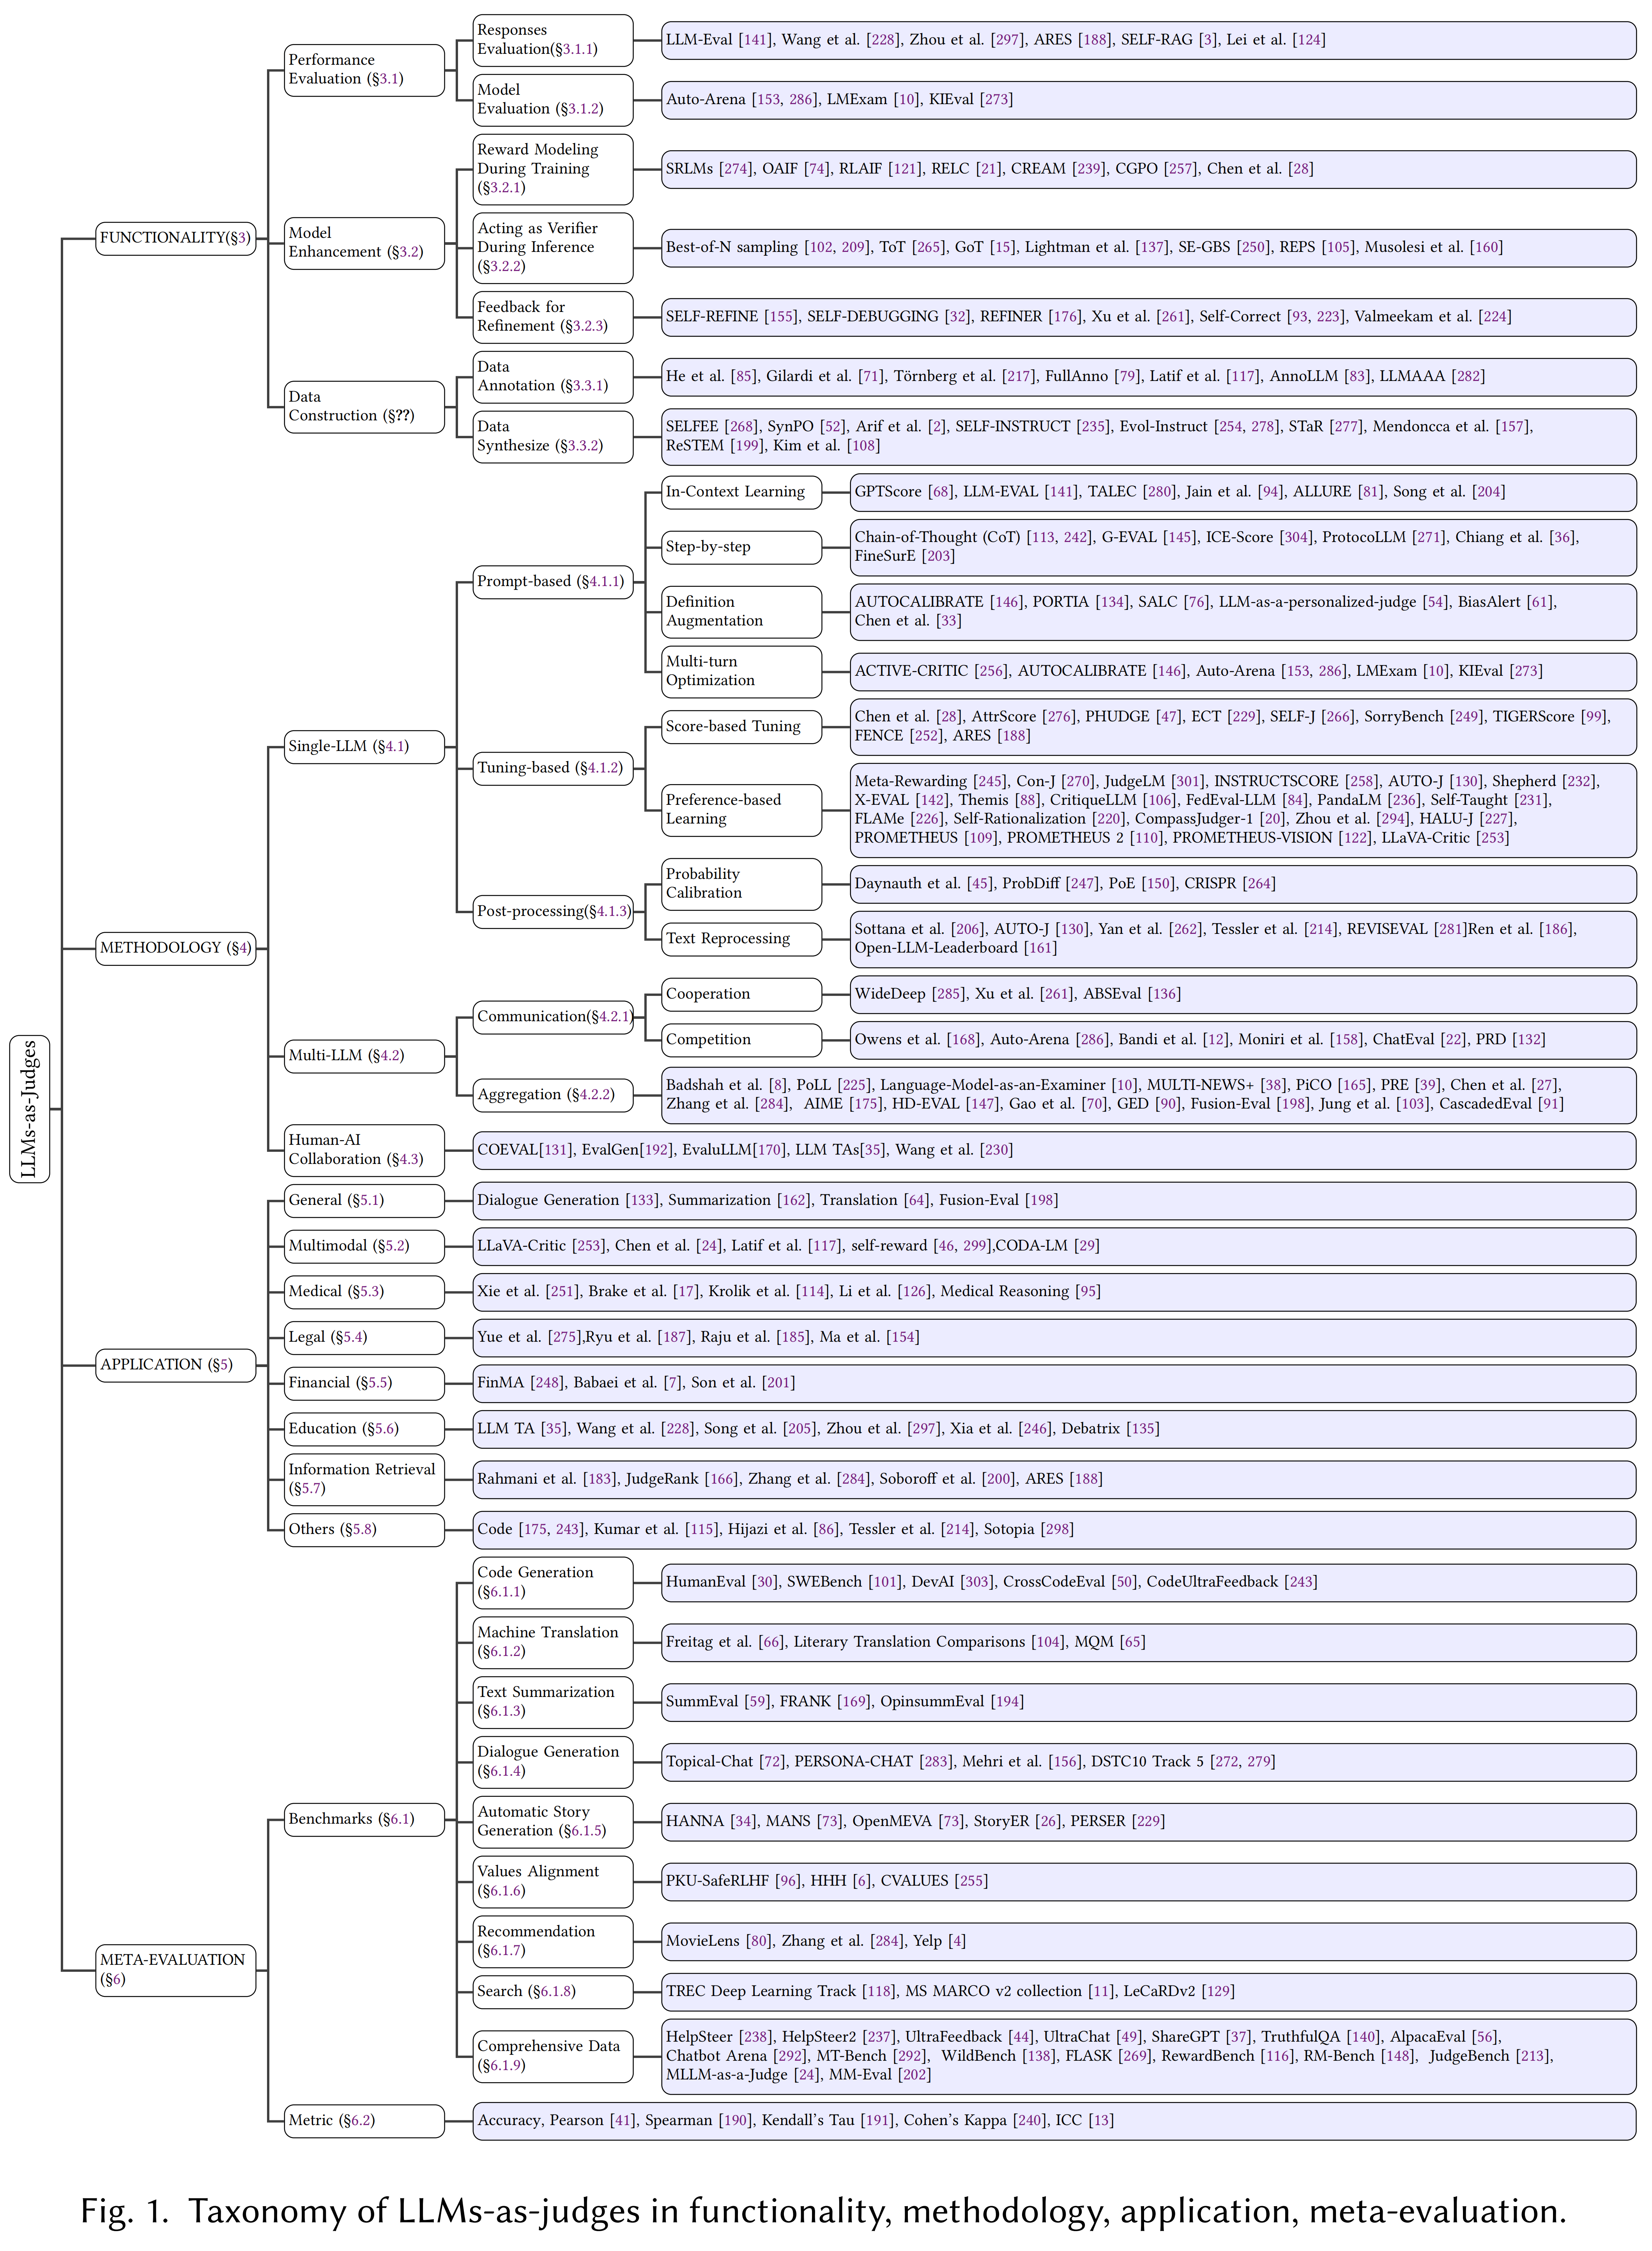 LLMs-as-Judges
FUNCTIONALITY(§3)
Performance
Evaluation (§3.1)
Responses
Evaluation(§3.1.1)
LLM-Eval [141], Wang et al. [228], Zhou et al. [297], ARES [188], SELF-RAG [3], Lei et al. [124]
Model
Evaluation (§3.1.2)
Auto-Arena [153, 286], LMExam [10], KIEval [273]
Model
Enhancement (§3.2)
Reward Modeling
During Training
(§3.2.1)
SRLMs [274], OAIF [74], RLAIF [121], RELC [21], CREAM [239], CGPO [257], Chen et al. [28]
Acting as Verifier
During Inference
(§3.2.2)
Best-of-N sampling [102, 209], ToT [265], GoT [15], Lightman et al. [137], SE-GBS [250], REPS [105], Musolesi et al. [160]
Feedback for
Refinement (§3.2.3)
SELF-REFINE [155], SELF-DEBUGGING [32], REFINER [176], Xu et al. [261], Self-Correct [93, 223], Valmeekam et al. [224]
Data
Construction (§??)
Data
Annotation (§3.3.1)
He et al. [85], Gilardi et al. [71], Törnberg et al. [217], FullAnno [79], Latif et al. [117], AnnoLLM [83], LLMAAA [282]
Data
Synthesize (§3.3.2)
SELFEE [268], SynPO [52], Arif et al. [2], SELF-INSTRUCT [235], Evol-Instruct [254, 278], STaR [277], Mendoncca et al. [157],
ReSTEM [199], Kim et al. [108]
METHODOLOGY (§4)
Single-LLM (§4.1)
Prompt-based (§4.1.1)
In-Context Learning
GPTScore [68], LLM-EVAL [141], TALEC [280], Jain et al. [94], ALLURE [81], Song et al. [204]
Step-by-step
Chain-of-Thought (CoT) [113, 242], G-EVAL [145], ICE-Score [304], ProtocoLLM [271], Chiang et al. [36],
FineSurE [203]
Definition
Augmentation
AUTOCALIBRATE [146], PORTIA [134], SALC [76], LLM-as-a-personalized-judge [54], BiasAlert [61],
Chen et al. [33]
Multi-turn
Optimization
ACTIVE-CRITIC [256], AUTOCALIBRATE [146], Auto-Arena [153, 286], LMExam [10], KIEval [273]
Tuning-based (§4.1.2)
Score-based Tuning
Chen et al. [28], AttrScore [276], PHUDGE [47], ECT [229], SELF-J [266], SorryBench [249], TIGERScore [99],
FENCE [252], ARES [188]
Preference-based
Learning
Meta-Rewarding [245], Con-J [270], JudgeLM [301], INSTRUCTSCORE [258], AUTO-J [130], Shepherd [232],
X-EVAL [142], Themis [88], CritiqueLLM [106], FedEval-LLM [84], PandaLM [236], Self-Taught [231],
FLAMe [226], Self-Rationalization [220], CompassJudger-1 [20], Zhou et al. [294], HALU-J [227],
PROMETHEUS [109], PROMETHEUS 2 [110], PROMETHEUS-VISION [122], LLaVA-Critic [253]
Post-processing(§4.1.3)
Probability
Calibration
Daynauth et al. [45], ProbDiff [247], PoE [150], CRISPR [264]
Text Reprocessing
Sottana et al. [206], AUTO-J [130], Yan et al. [262], Tessler et al. [214], REVISEVAL [281]Ren et al. [186],
Open-LLM-Leaderboard [161]
Multi-LLM (§4.2)
Communication(§4.2.1)
Cooperation
WideDeep [285], Xu et al. [261], ABSEval [136]
Competition
Owens et al. [168], Auto-Arena [286], Bandi et al. [12], Moniri et al. [158], ChatEval [22], PRD [132]
Aggregation (§4.2.2)
Badshah et al. [8], PoLL [225], Language-Model-as-an-Examiner [10], MULTI-NEWS+ [38], PiCO [165], PRE [39], Chen et al. [27],
Zhang et al. [284], AIME [175], HD-EVAL [147], Gao et al. [70], GED [90], Fusion-Eval [198], Jung et al. [103], CascadedEval [91]
Human-AI
Collaboration (§4.3)
COEVAL[131], EvalGen[192], EvaluLLM[170], LLM TAs[35], Wang et al. [230]
APPLICATION (§5)
General (§5.1)
Dialogue Generation [133], Summarization [162], Translation [64], Fusion-Eval [198]
Multimodal (§5.2)
LLaVA-Critic [253], Chen et al. [24], Latif et al. [117], self-reward [46, 299],CODA-LM [29]
Medical (§5.3)
Xie et al. [251], Brake et al. [17], Krolik et al. [114], Li et al. [126], Medical Reasoning [95]
Legal (§5.4)
Yue et al. [275],Ryu et al. [187], Raju et al. [185], Ma et al. [154]
Financial (§5.5)
FinMA [248], Babaei et al. [7], Son et al. [201]
Education (§5.6)
LLM TA [35], Wang et al. [228], Song et al. [205], Zhou et al. [297], Xia et al. [246], Debatrix [135]
Information Retrieval
(§5.7)
Rahmani et al. [183], JudgeRank [166], Zhang et al. [284], Soboroff et al. [200], ARES [188]
Others (§5.8)
Code [175, 243], Kumar et al. [115], Hijazi et al. [86], Tessler et al. [214], Sotopia [298]
META-EVALUATION
(§6)
Benchmarks (§6.1)
Code Generation
(§6.1.1)
HumanEval [30], SWEBench [101], DevAI [303], CrossCodeEval [50], CodeUltraFeedback [243]
Machine Translation
(§6.1.2)
Freitag et al. [66], Literary Translation Comparisons [104], MQM [65]
Text Summarization
(§6.1.3)
SummEval [59], FRANK [169], OpinsummEval [194]
Dialogue Generation
(§6.1.4)
Topical-Chat [72], PERSONA-CHAT [283], Mehri et al. [156], DSTC10 Track 5 [272, 279]
Automatic Story
Generation (§6.1.5)
HANNA [34], MANS [73], OpenMEVA [73], StoryER [26], PERSER [229]
Values Alignment
(§6.1.6)
PKU-SafeRLHF [96], HHH [6], CVALUES [255]
Recommendation
(§6.1.7)
MovieLens [80], Zhang et al. [284], Yelp [4]
Search (§6.1.8)
TREC Deep Learning Track [118], MS MARCO v2 collection [11], LeCaRDv2 [129]
Comprehensive Data
(§6.1.9)
HelpSteer [238], HelpSteer2 [237], UltraFeedback [44], UltraChat [49], ShareGPT [37], TruthfulQA [140], AlpacaEval [56],
Chatbot Arena [292], MT-Bench [292], WildBench [138], FLASK [269], RewardBench [116], RM-Bench [148], JudgeBench [213],
MLLM-as-a-Judge [24], MM-Eval [202]
Metric (§6.2)
Accuracy, Pearson [41], Spearman [190], Kendall's Tau [191], Cohen's Kappa [240], ICC [13]
Fig. 1. Taxonomy of LLMs-as-judges in functionality, methodology, application, meta-evaluation.